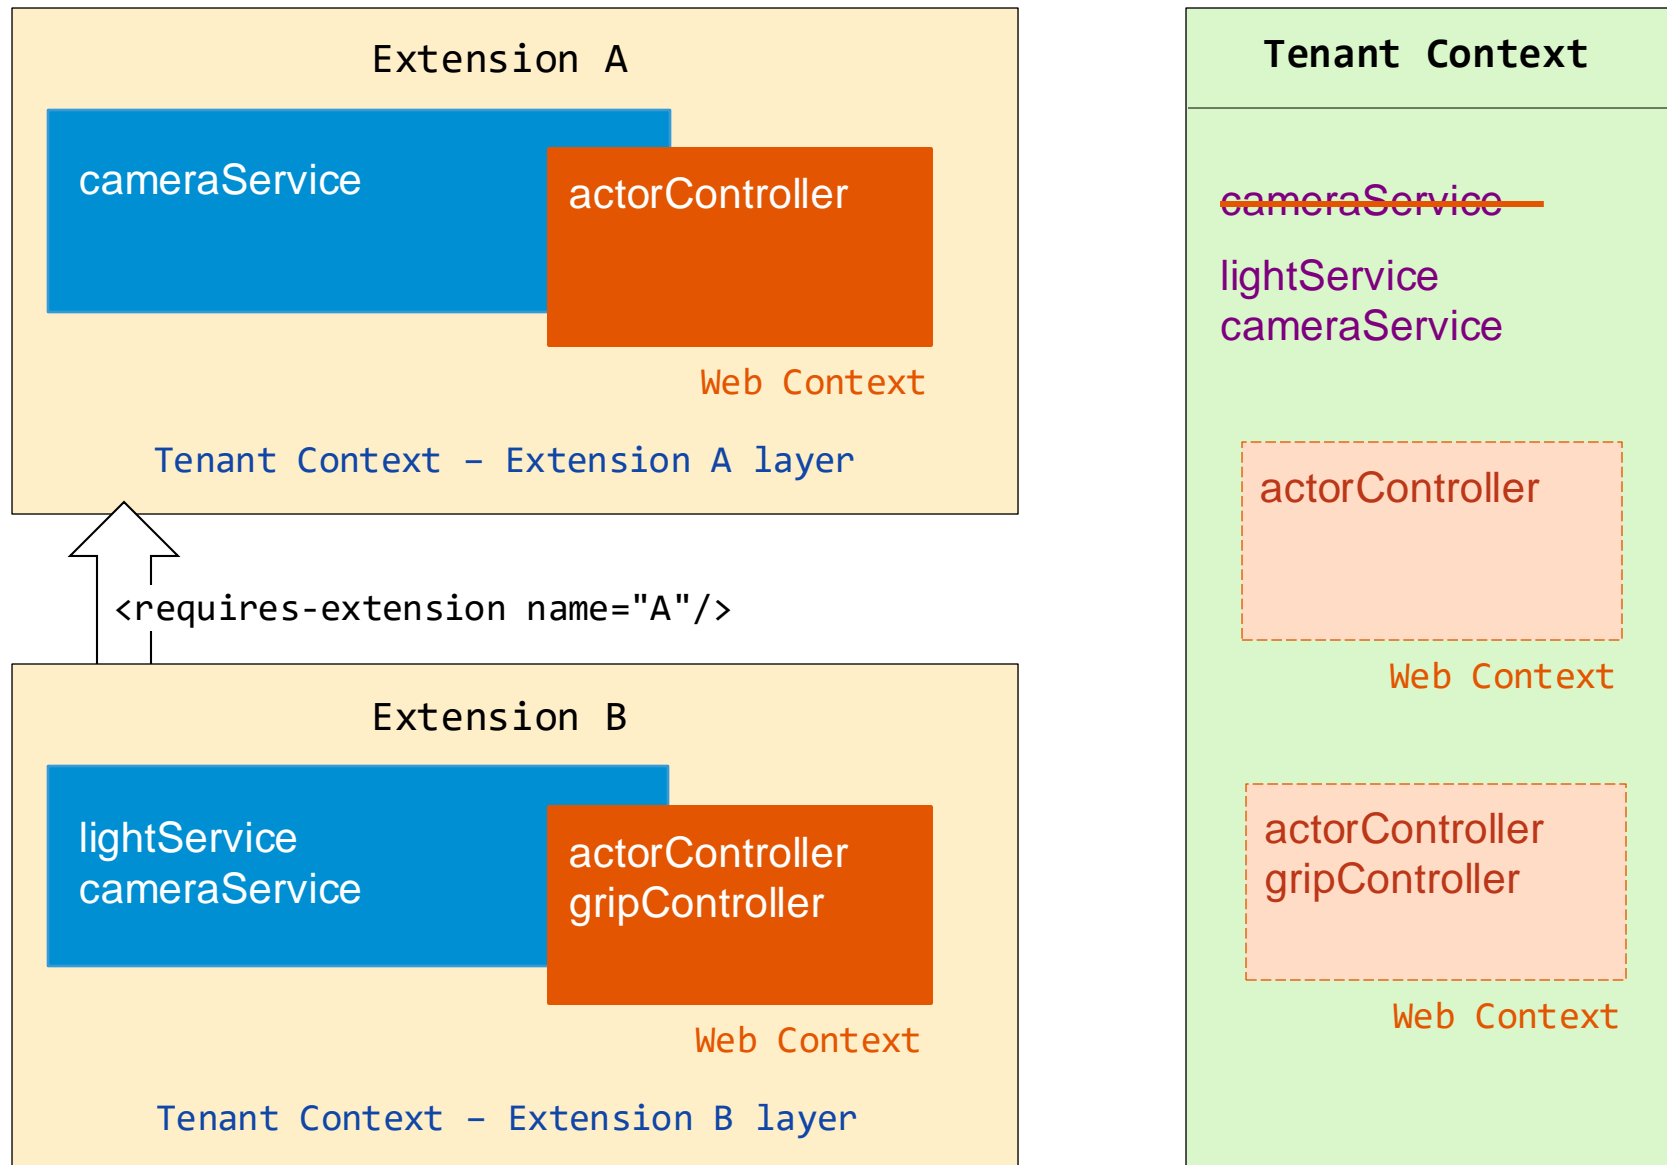 Extension A
cameraService
actorController
Web Context
Tenant Context – Extension A layer
<requires-extension name="A"/>
Extension B
lightService
cameraService
actorController
gripController
Web Context
Tenant Context – Extension B layer
Tenant Context
cameraService
lightService
cameraService
actorController
Web Context
actorController
gripController
Web Context